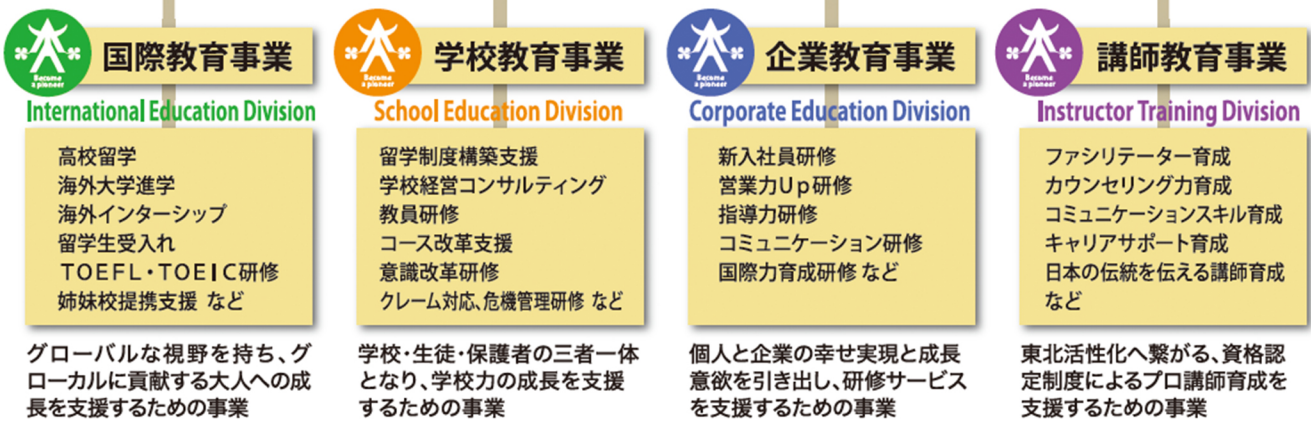 Became
a pioneer
国際教育事業
International Education Division
高校留学
海外大学進学
海外インターシップ
留学生受入れ
TOEFL・TOEIC研修
姉妹校提携支援 など
グローバルな視野を持ち、グ
ローカルに貢献する大人への成
長を支援するための事業
Became
a pioneer
学校教育事業
School Education Division
留学制度構築支援
学校経営コンサルティング
教員研修
コース改革支援
意識改革研修
クレーム対応、危機管理研修 など
学校・生徒・保護者の三者一体
となり、学校力の成長を支援
するための事業
Became
a pioneer
企業教育事業
Corporate Education Division
新入社員研修
営業力Up研修
指導力研修
コミュニケーション研修
国際力育成研修 など
個人と企業の幸せ実現と成長
意欲を引き出し、研修サービス
を支援するための事業
Became
a pioneer
講師教育事業
Instructor Training Division
ファシリテーター育成
カウンセリング力育成
コミュニケーションスキル育成
キャリアサポート育成
日本の伝統を伝える講師育成
など
東北活性化へ繋がる、資格認
定制度によるプロ講師育成を
支援するための事業